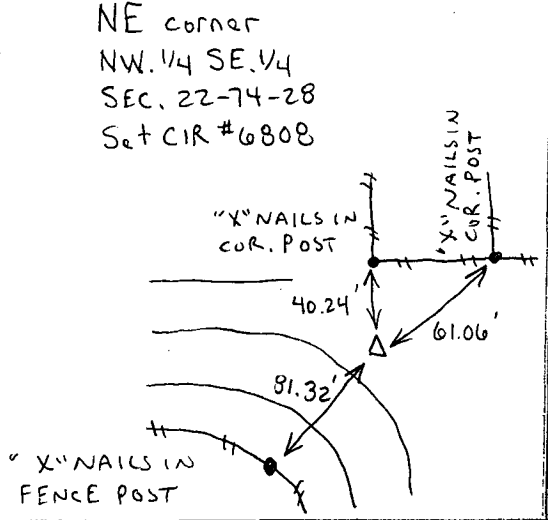 NE corner
NW. 1/4 SE. 1/4
SEC. 22-74-28
Set CIR #6808
"X" NAILS IN
COR. POST
"X" NAILS IN
COR. POST
40.24'
61.06'
81.32'
"X" NAILS IN
FENCE POST